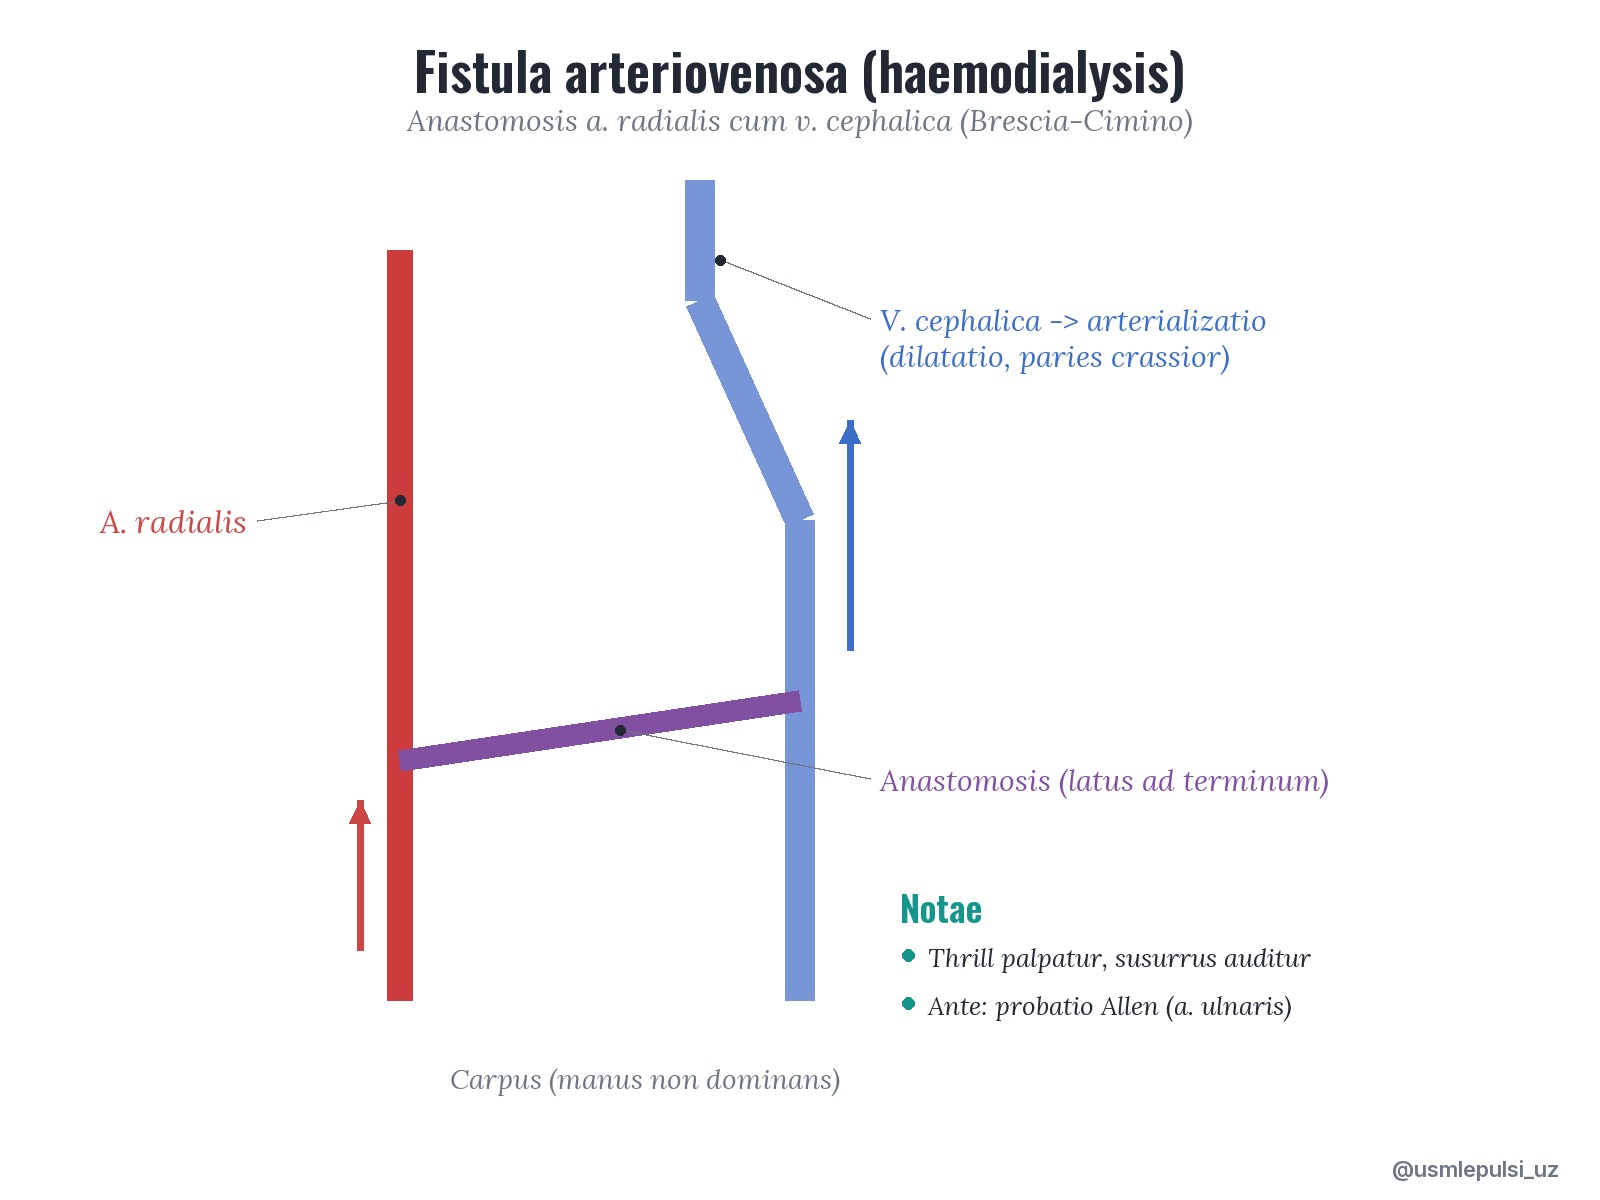 Fistula arteriovenosa (haemodialysis)
Anastomosis a. radialis cum v. cephalica (Brescia-Cimino)
V. cephalica -> arterializatio
(dilatatio, paries crassior)
A. radialis
Anastomosis (latus ad terminum)
Notae
Thrill palpatur, susurrus auditur
Ante: probatio Allen (a. ulnaris)
Carpus (manus non dominans)
@usmlepulsi_uz